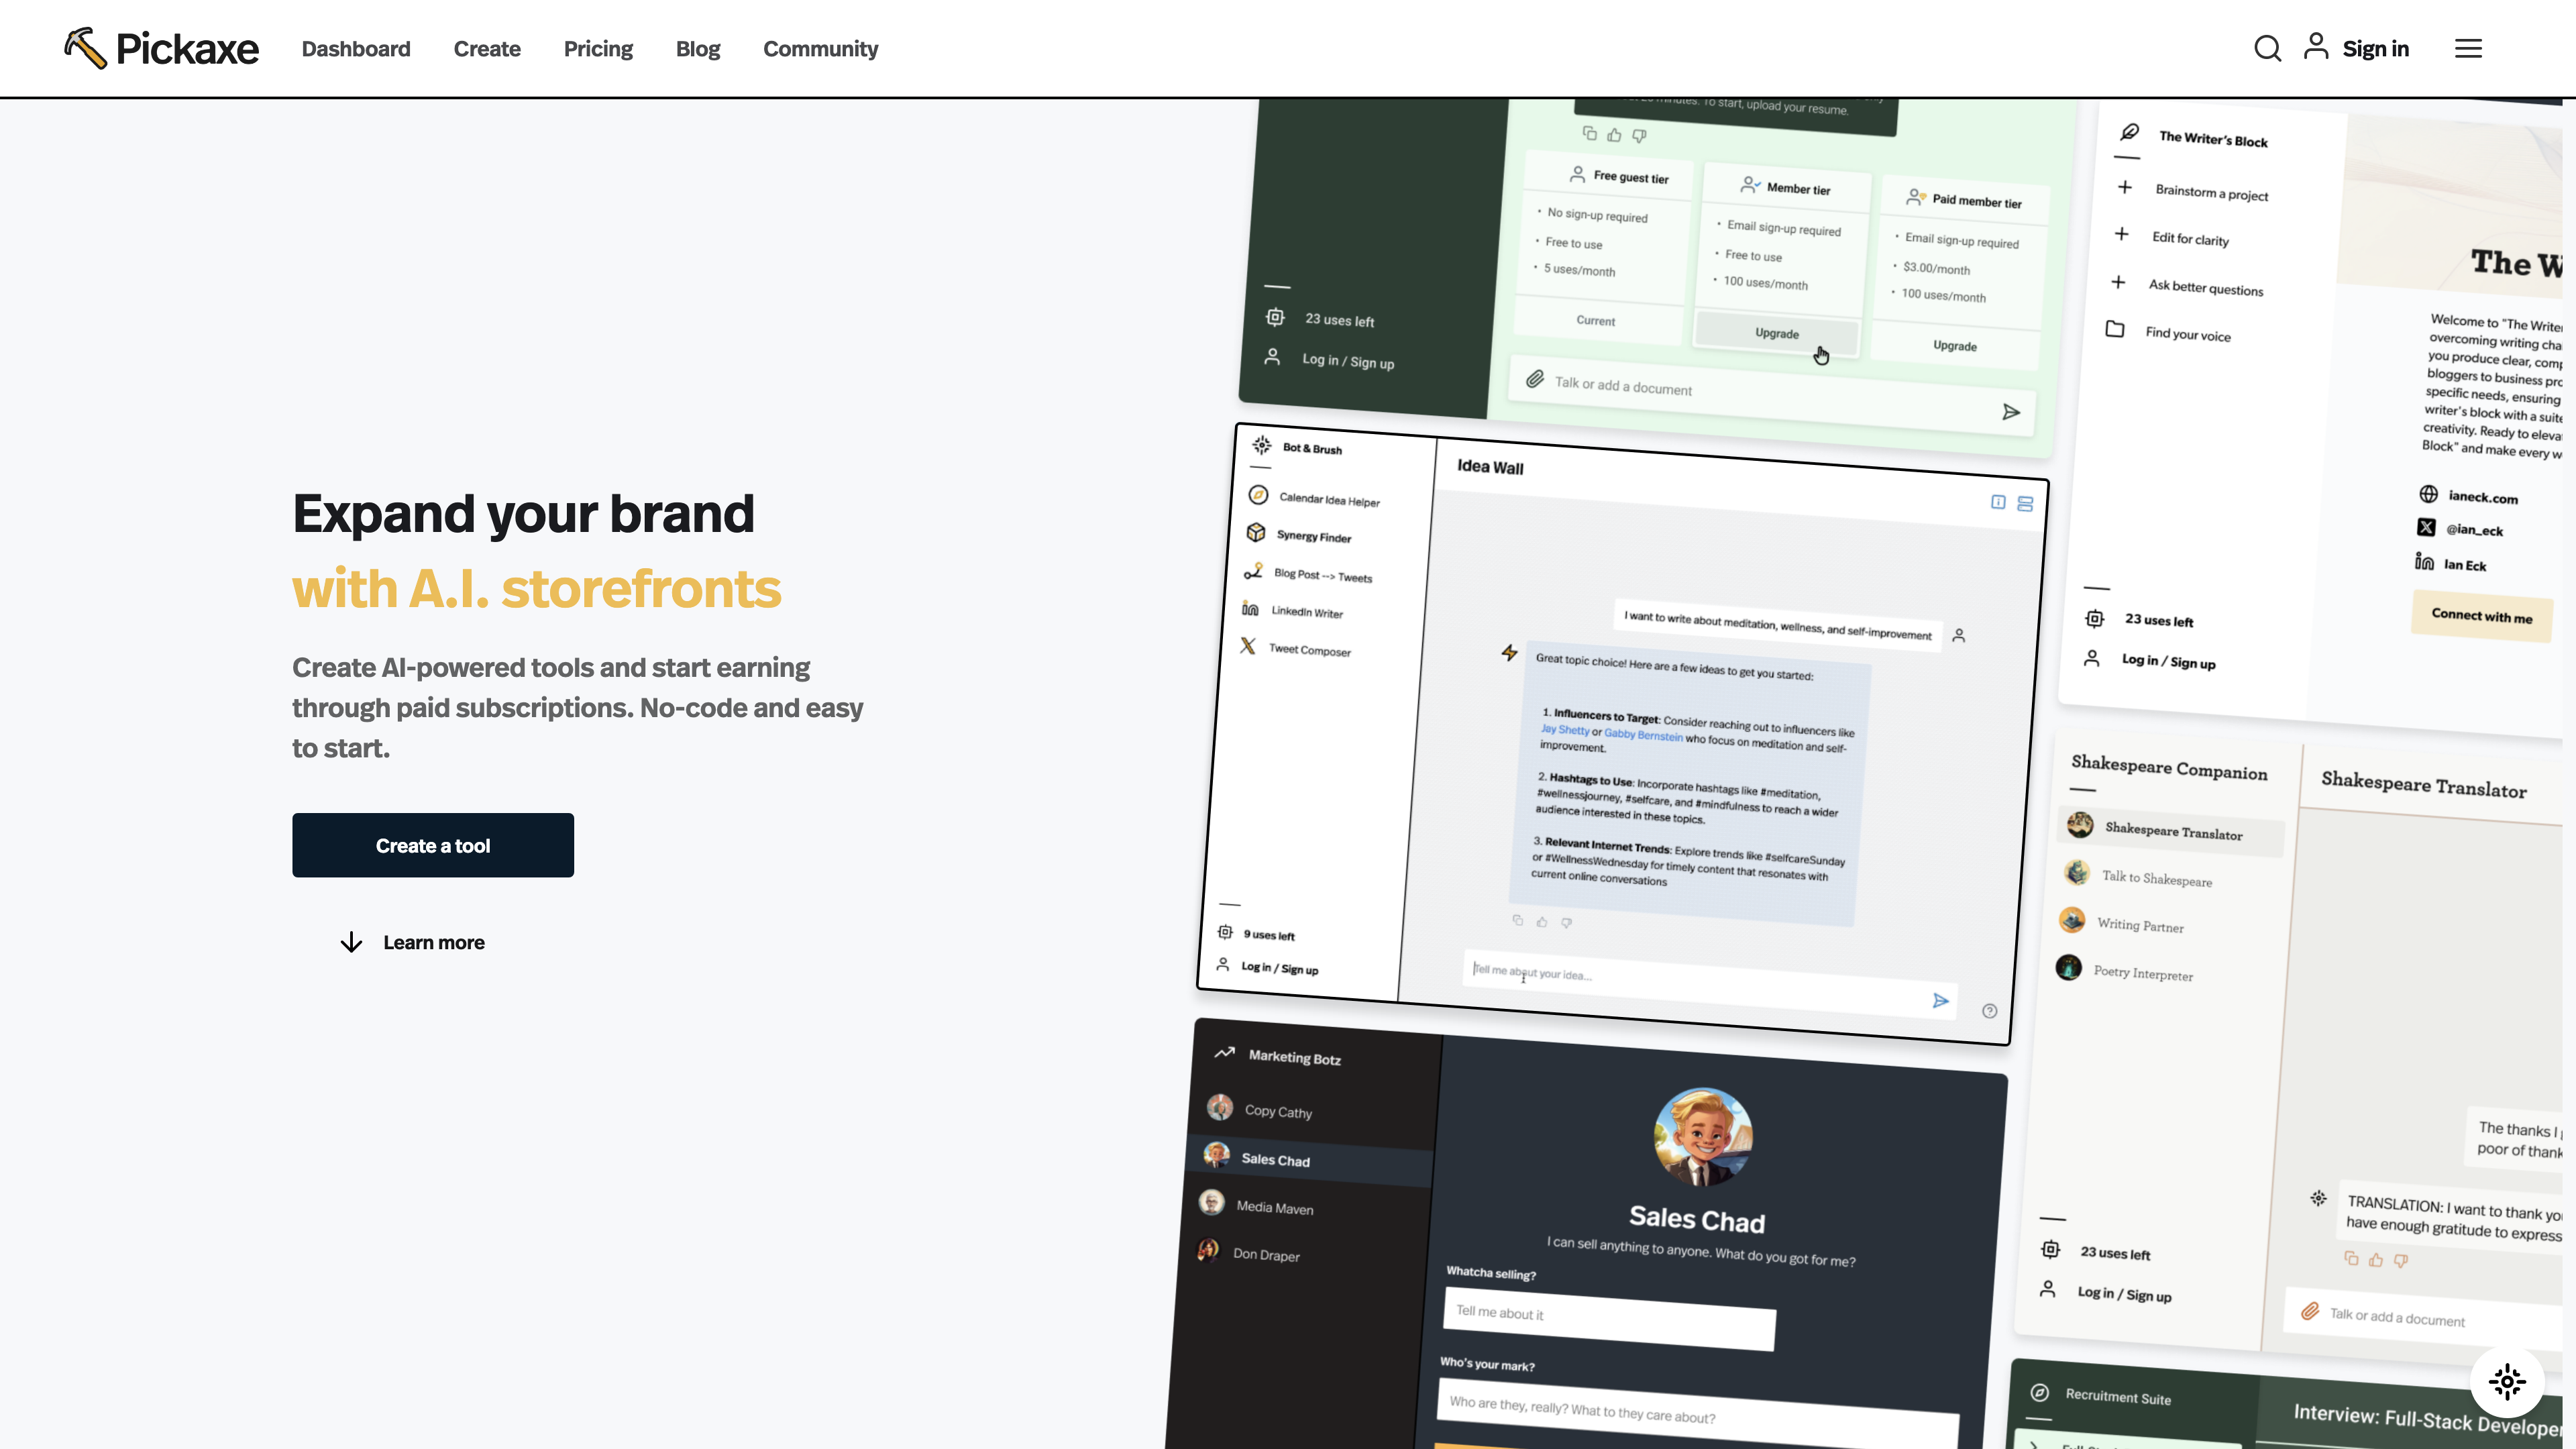 Pickaxe
Dashboard
Create
Pricing
Blog
Community
Sign in
Expand your brand
with A.I. storefronts
Create AI-powered tools and start earning
through paid subscriptions. No-code and easy
to start.
Create a tool
Learn more
minutes. To start, upload your resume.
Free guest tier
• No sign-up required
• Free to use
• 5 uses/month
Current
Member tier
• Email sign-up required
• Free to use
• 100 uses/month
Upgrade
Paid member tier
• Email sign-up required
• $3.00/month
• 100 uses/month
Upgrade
23 uses left
Log in / Sign up
Talk or add a document
Bot & Brush
Calendar Idea Helper
Synergy Finder
Blog Post --> Tweets
LinkedIn Writer
Tweet Composer
9 uses left
Log in / Sign up
Idea Wall
I want to write about meditation, wellness, and self-improvement
Great topic choice! Here are a few ideas to get you started:
1. Influencers to Target: Consider reaching out to influencers like
Jay Shetty or Gabby Bernstein who focus on meditation and self-
improvement.
2. Hashtags to Use: Incorporate hashtags like #meditation,
#wellnessjourney, #selfcare, and #mindfulness to reach a wider
audience interested in these topics.
3. Relevant Internet Trends: Explore trends like #selfcareSunday
or #WellnessWednesday for timely content that resonates with
current online conversations
Tell me about your idea...
Marketing Botz
Copy Cathy
Sales Chad
Media Maven
Don Draper
Sales Chad
I can sell anything to anyone. What do you got for me?
Whatcha selling?
Tell me about it
Who's your mark?
Who are they, really? What to they care about?
The Writer's Block
Brainstorm a project
Edit for clarity
Ask better questions
Find your voice
23 uses left
Log in / Sign up
The W
Welcome to "The Write
overcoming writing cha
you produce clear, com
bloggers to business pro
specific needs, ensuring
writer's block with a suite
creativity. Ready to eleva
Block" and make every w
ianeck.com
@ian_eck
Ian Eck
Connect with me
Shakespeare Companion
Shakespeare Translator
Talk to Shakespeare
Writing Partner
Poetry Interpreter
23 uses left
Log in / Sign up
Shakespeare Translator
The thanks I
poor of thank
TRANSLATION: I want to thank yo
have enough gratitude to express
Talk or add a document
Recruitment Suite
Interview: Full-Stack Develope